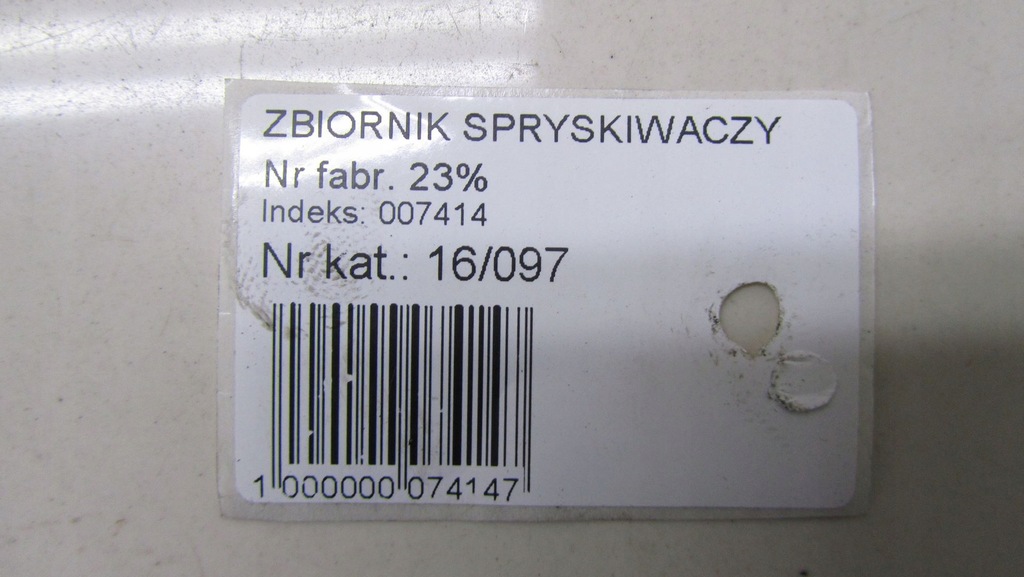 ZBIORNIK SPRYSKIWACZY
Nr fabr. 23%
Indeks: 007414
Nr kat.: 16/097
1 000000 074147